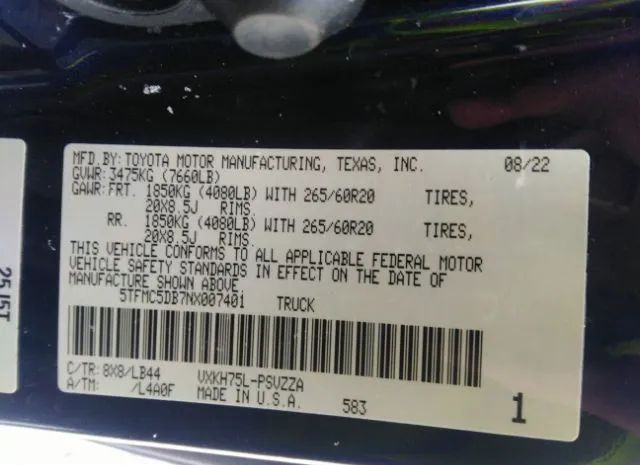 MFD.BY:TOYOTA MOTOR MANUFACTURING, TEXAS, INC. 08/22
GVWR:3475KG (7660LB)
GAWR:FRT. 1850KG (4080LB) WITH 265/60R20 TIRES,
20X8.5J RIMS.
RR. 1850KG (4080LB) WITH 265/60R20 TIRES,
20X8.5J RIMS.
THIS VEHICLE CONFORMS TO ALL APPLICABLE FEDERAL MOTOR
VEHICLE SAFETY STANDARDS IN EFFECT ON THE DATE OF
MANUFACTURE SHOWN ABOVE.
5TFMC5DB7NX007401 TRUCK
C/TR:8X8/LB44 VXKH75L-PSVZZA
A/TM: /L4A0F MADE IN U.S.A. 583 1